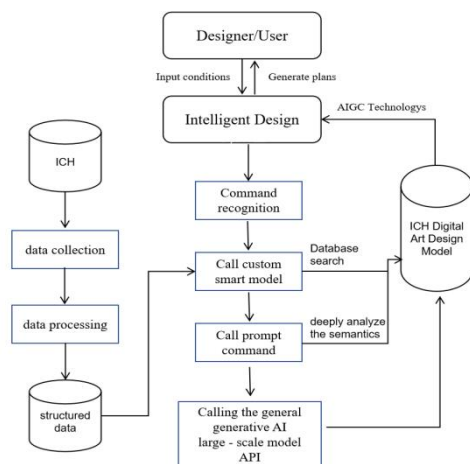 Designer/User
Input conditions
Generate plans
AIGC Technologys
Intelligent Design
ICH
Command
recognition
ICH Digital
Art Design
Model
data collection
Database
search
Call custom
smart model
data processing
deeply analyze
the semantics
Call prompt
command
structured
data
Calling the general
generative AI
large - scale model
API